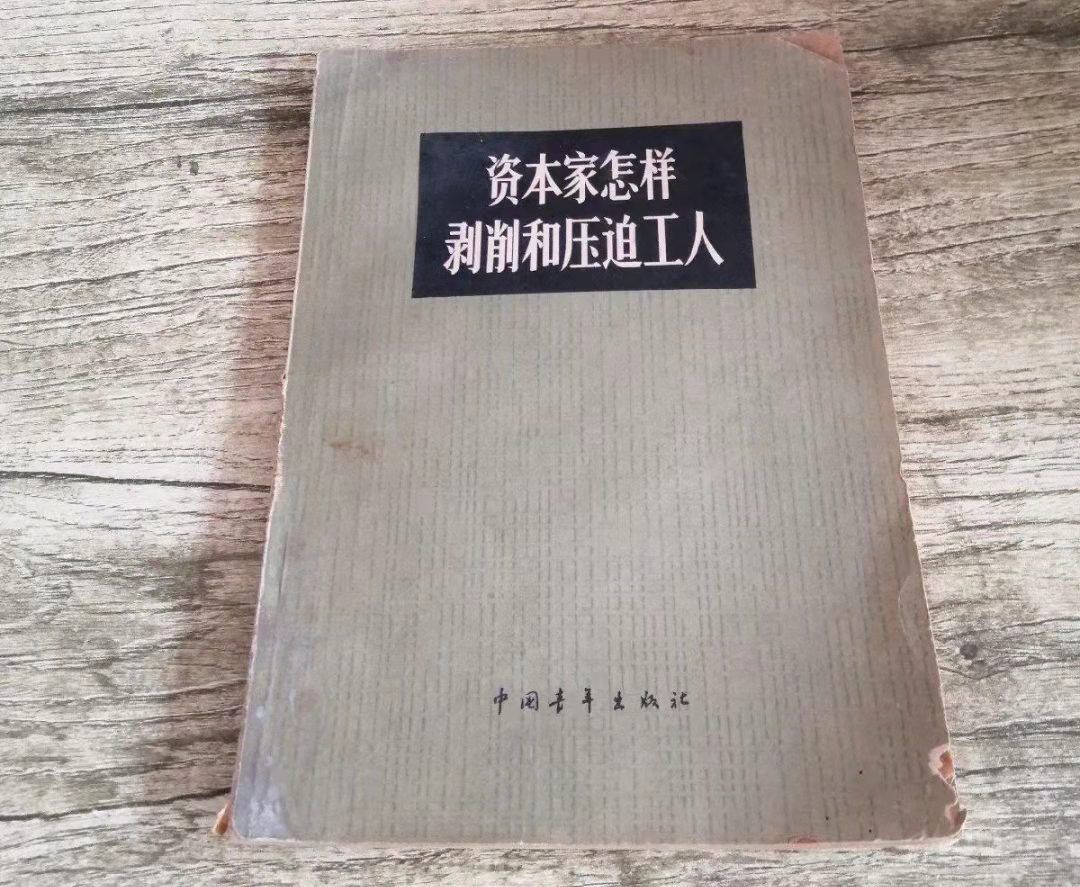 资本家怎样
剥削和压迫工人
中国青年出版社